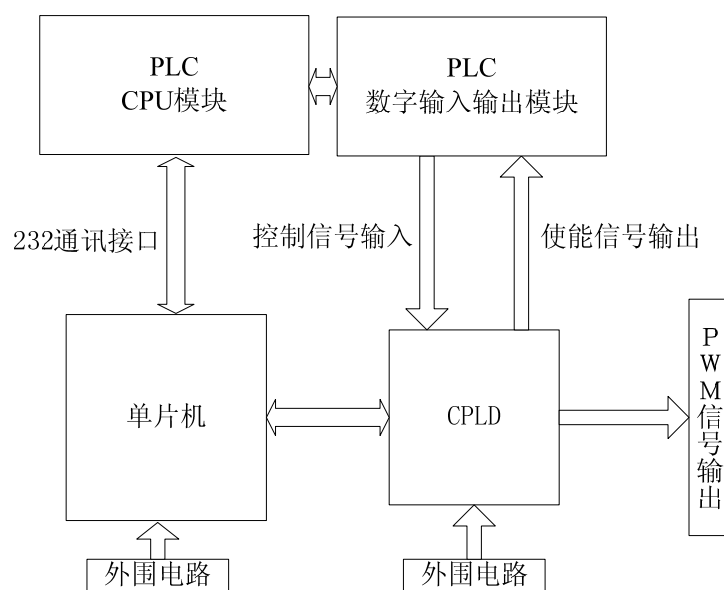 PLC
CPU模块
PLC
数字输入输出模块
232通讯接口
控制信号输入
使能信号输出
单片机
CPLD
PWM信号输出
外围电路
外围电路